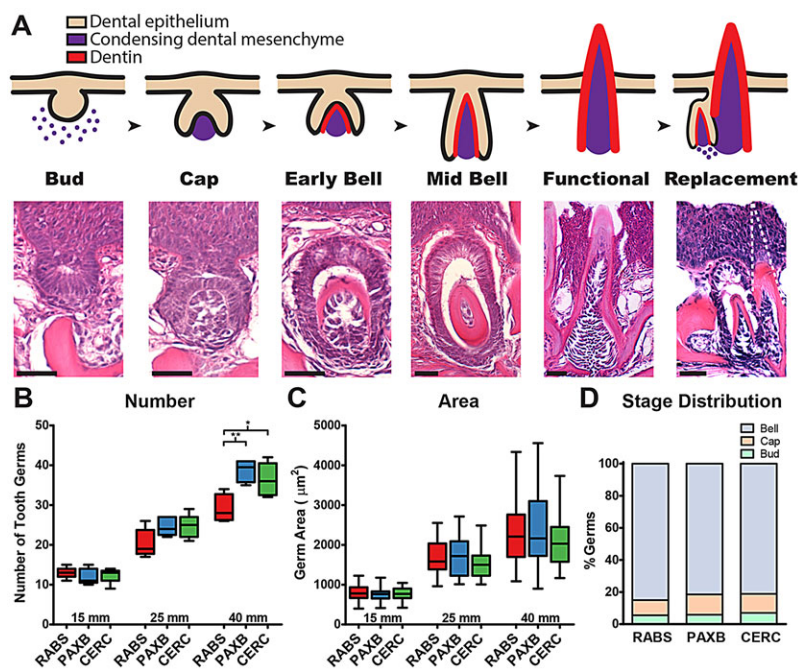 A
Dental epithelium
Condensing dental mesenchyme
Dentin
Bud Cap Early Bell Mid Bell Functional Replacement
B Number
Number of Tooth Germs
50
40
30
20
10
0
* 
**
15 mm 25 mm 40 mm
RABS PAXB CERC RABS PAXB CERC RABS PAXB CERC
C Area
Germ Area ( μm²)
5000
4000
3000
2000
1000
0
15 mm 25 mm 40 mm
RABS PAXB CERC RABS PAXB CERC RABS PAXB CERC
D Stage Distribution
Bell
Cap
Bud
% Germs
100
80
60
40
20
0
RABS PAXB CERC